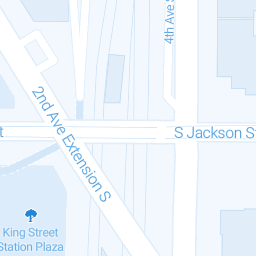 4th Ave S
2nd Ave Extension S
t
S Jackson St
King Street
Station Plaza